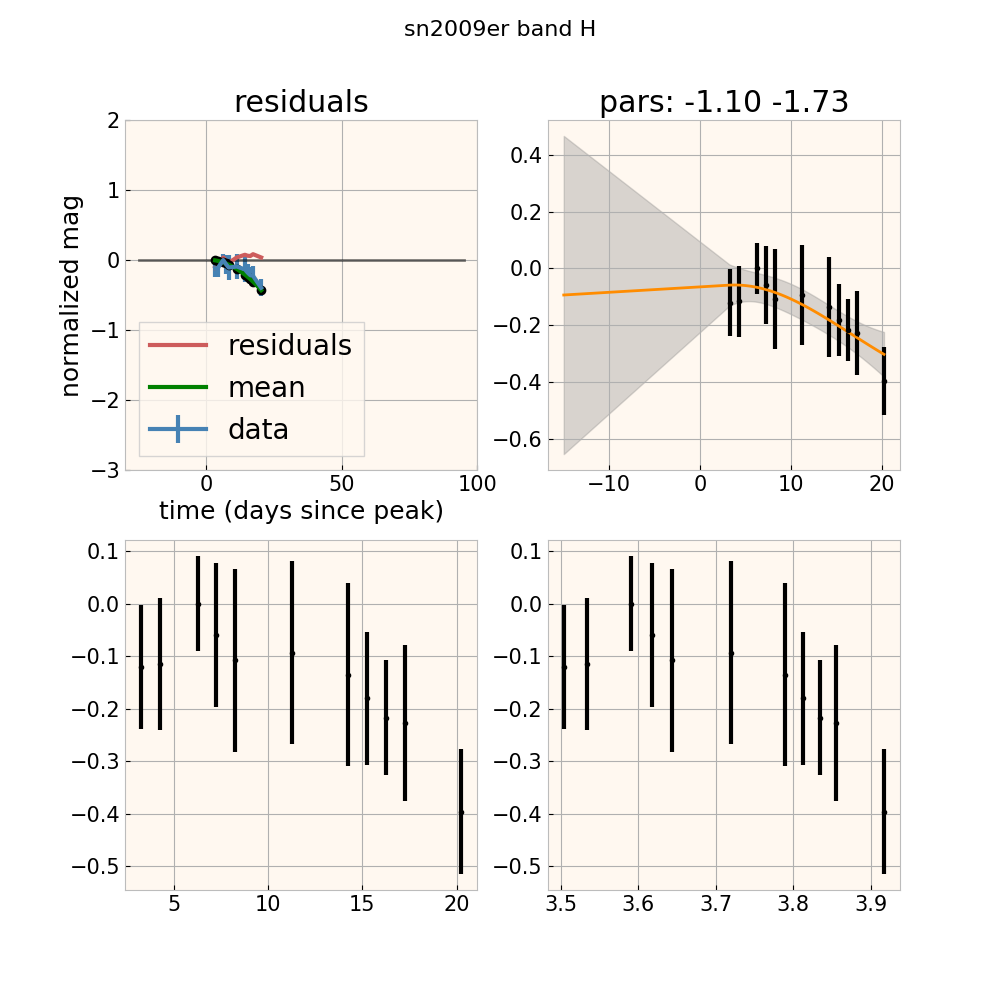 sn2009er band H
residuals
pars: -1.10 -1.73
normalized mag
2
1
0
−1
−2
−3
residuals
mean
data
0 50 100
time (days since peak)
0.4
0.2
0.0
−0.2
−0.4
−0.6
−10 0 10 20
0.1
0.0
−0.1
−0.2
−0.3
−0.4
−0.5
5 10 15 20
0.1
0.0
−0.1
−0.2
−0.3
−0.4
−0.5
3.5 3.6 3.7 3.8 3.9